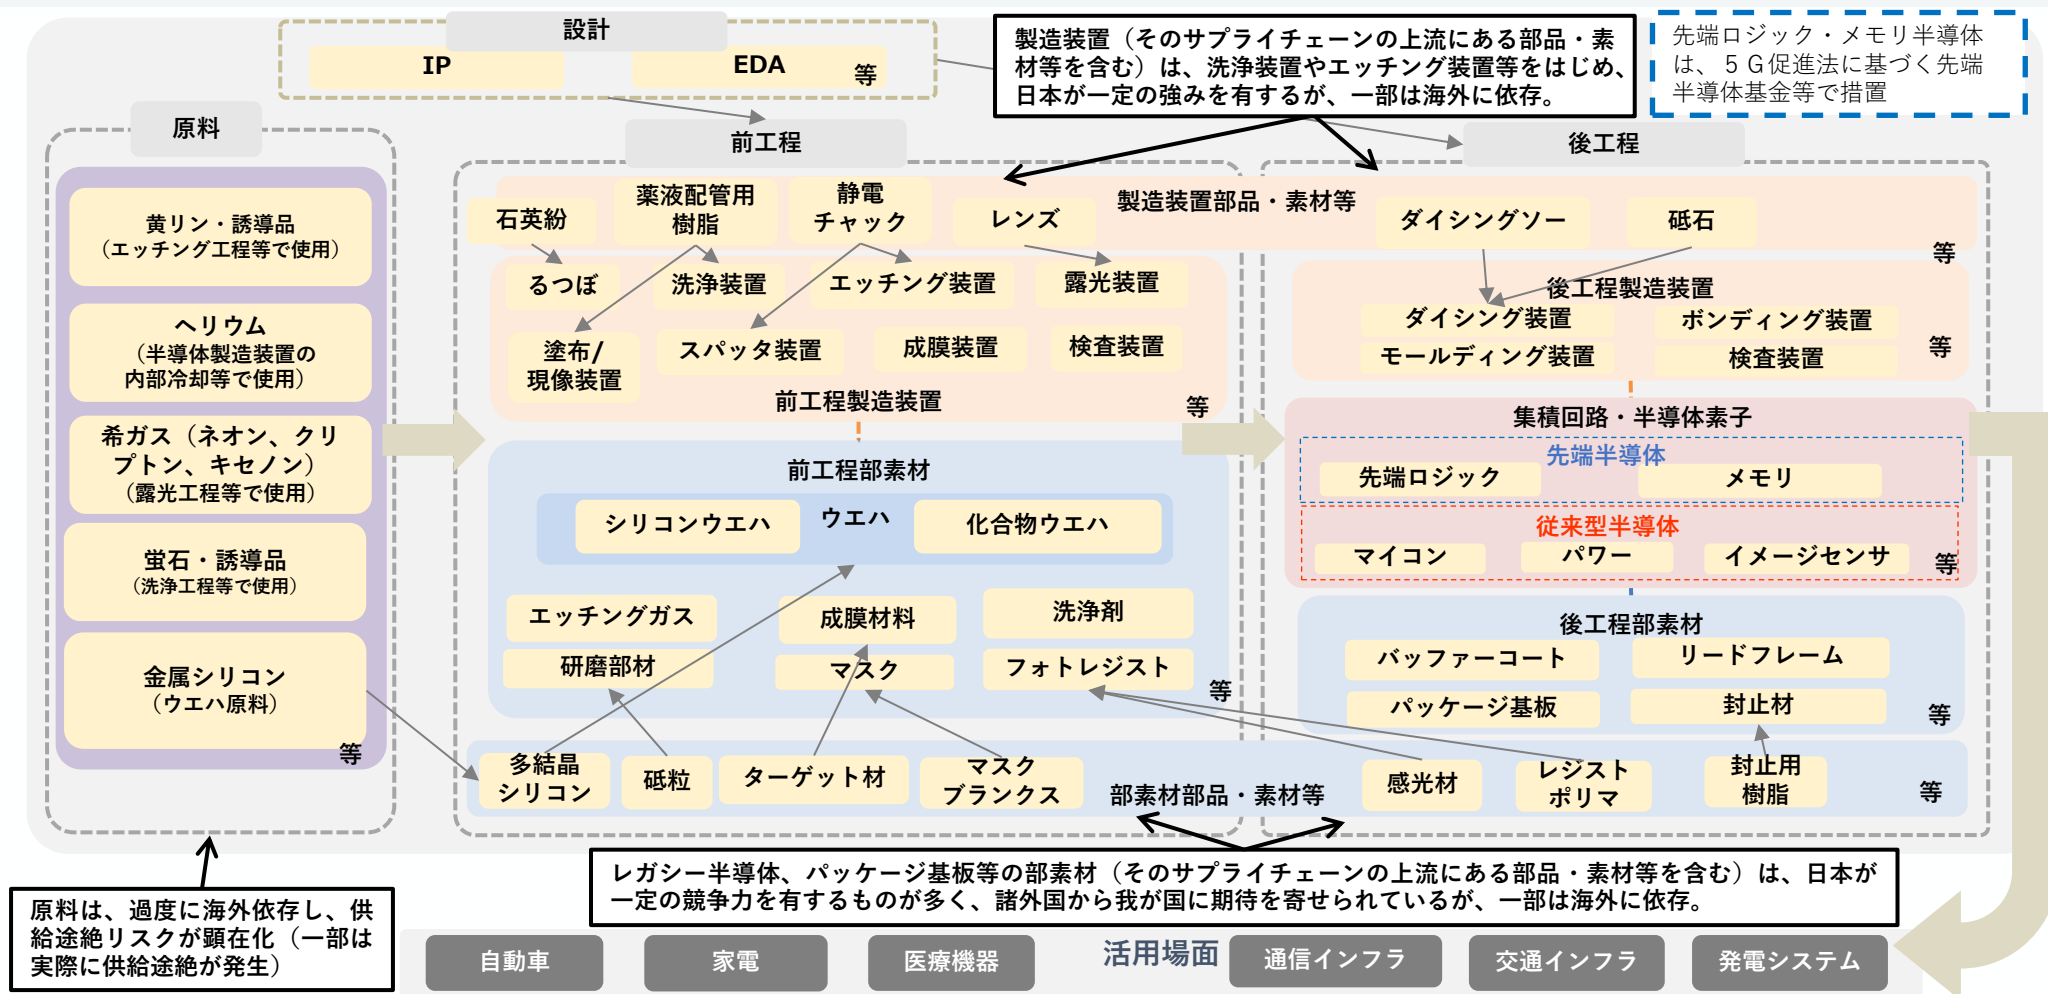 設計
IP
EDA
等
製造装置（そのサプライチェーンの上流にある部品・素
材等を含む）は、洗浄装置やエッチング装置等をはじめ、
日本が一定の強みを有するが、一部は海外に依存。
先端ロジック・メモリ半導体
は、５Ｇ促進法に基づく先端
半導体基金等で措置
原料
黄リン・誘導品
（エッチング工程等で使用）
ヘリウム
（半導体製造装置の
内部冷却等で使用）
希ガス（ネオン、クリ
プトン、キセノン）
（露光工程等で使用）
蛍石・誘導品
（洗浄工程等で使用）
金属シリコン
（ウエハ原料）
等
原料は、過度に海外依存し、供
給途絶リスクが顕在化（一部は
実際に供給途絶が発生）
前工程
石英紛
薬液配管用
樹脂
静電
チャック
レンズ
製造装置部品・素材等
るつぼ
洗浄装置
エッチング装置
露光装置
塗布/
現像装置
スパッタ装置
成膜装置
検査装置
前工程製造装置
等
前工程部素材
シリコンウエハ
ウエハ
化合物ウエハ
エッチングガス
成膜材料
洗浄剤
研磨部材
マスク
フォトレジスト
等
多結晶
シリコン
砥粒
ターゲット材
マスク
ブランクス
部素材部品・素材等
後工程
ダイシングソー
砥石
等
後工程製造装置
ダイシング装置
ボンディング装置
モールディング装置
検査装置
等
集積回路・半導体素子
先端半導体
先端ロジック
メモリ
従来型半導体
マイコン
パワー
イメージセンサ
等
後工程部素材
バッファーコート
リードフレーム
パッケージ基板
封止材
等
感光材
レジスト
ポリマ
封止用
樹脂
等
レガシー半導体、パッケージ基板等の部素材（そのサプライチェーンの上流にある部品・素材等を含む）は、日本が
一定の競争力を有するものが多く、諸外国から我が国に期待を寄せられているが、一部は海外に依存。
自動車
家電
医療機器
活用場面
通信インフラ
交通インフラ
発電システム